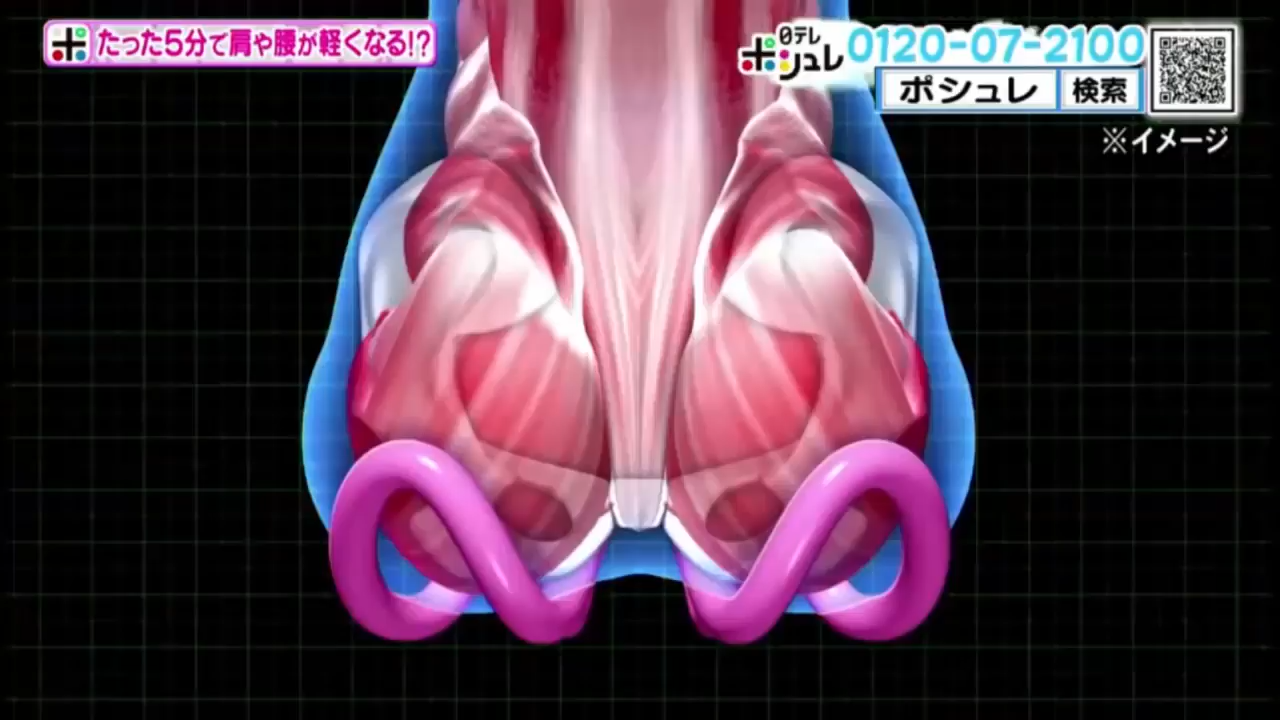 ポ たった5分で肩や腰が軽くなる!?
日テレ
ポシュレ
0120-07-2100
ポシュレ 検索
※イメージ